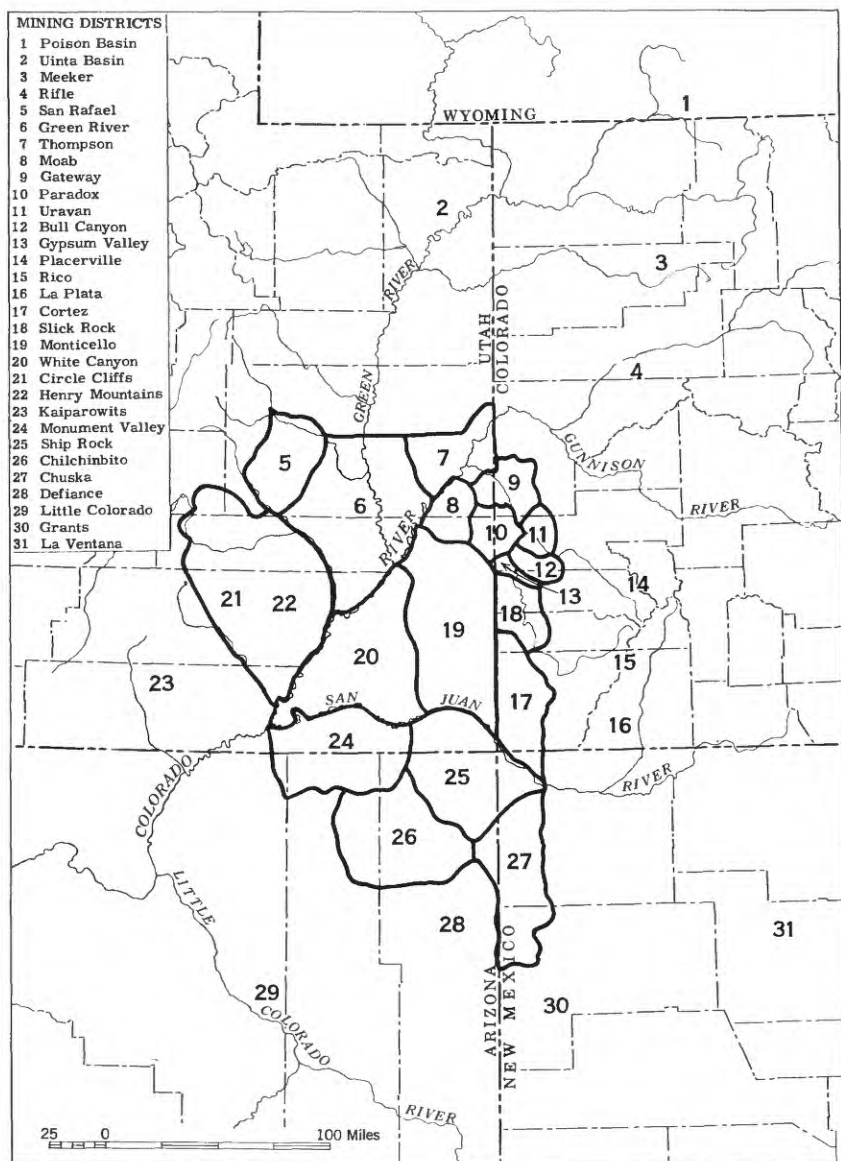 MINING DISTRICTS
1 Poison Basin
2 Uinta Basin
3 Meeker
4 Rifle
5 San Rafael
6 Green River
7 Thompson
8 Moab
9 Gateway
10 Paradox
11 Uravan
12 Bull Canyon
13 Gypsum Valley
14 Placerville
15 Rico
16 La Plata
17 Cortez
18 Slick Rock
19 Monticello
20 White Canyon
21 Circle Cliffs
22 Henry Mountains
23 Kaiparowits
24 Monument Valley
25 Ship Rock
26 Chilchinbito
27 Chuska
28 Defiance
29 Little Colorado
30 Grants
31 La Ventana
WYOMING
1
2
3
RIVER
GREEN
UTAH
COLORADO
4
GUNNISON
RIVER
5
7
9
6
8
RIVER
10
11
12
13
14
21
22
18
19
20
15
23
SAN
JUAN
17
16
RIVER
24
COLORADO
25
26
27
LITTLE
28
31
29
COLORADO
RIVER
ARIZONA
NEW MEXICO
30
25 0 100 Miles